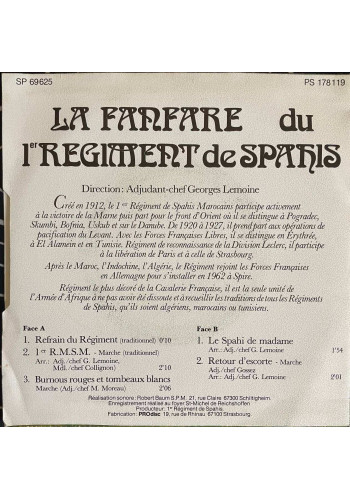 SP 69625 PS 178119
LA FANFARE du
1er REGIMENT de SPAHIS
Direction: Adjudant-chef Georges Lemoine
Créé en 1912, le 1er Régiment de Spahis Marocains participe activement
à la victoire de la Marne puis part pour le front d'Orient où il se distingue à Pogradec,
Skumbi, Bofnia, Uskub et sur le Danube. De 1920 à 1927, il prend part aux opérations de
pacification du Levant. Avec les Forces Françaises Libres, il se distingue en Erythrée,
à El Alamein et en Tunisie. Régiment de reconnaissance de la Division Leclerc, il participe
à la libération de Paris et à celle de Strasbourg.
Après le Maroc, l'Indochine, l'Algérie, le Régiment rejoint les Forces Françaises
en Allemagne pour s'installer en 1962 à Spire.
Régiment le plus décoré de la Cavalerie Française, il est la seule unité de
l'Armée d'Afrique à ne pas avoir été dissoute et à recueilli les traditions de tous les Régiments
de Spahis, qu'ils soient algériens, marocains ou tunisiens.
Face A
1. Refrain du Régiment (traditionnel) 0'10
2. 1er R.M.S.M. - Marche (traditionnel)
Arr.: Adj./chef G. Lemoine,
Mdl./chef Collignon) 2'10
3. Burnous rouges et tombeaux blancs
Marche (Adj./chef M. Moreau) 2'06
Face B
1. Le Spahi de madame
Arr.: Adj./chef G. Lemoine 1'54
2. Retour d'escorte - Marche
Adj./chef Gossez
Arr.: Adj./chef G. Lemoine 2'01
Réalisation sonore: Robert Baum S.P.M. 21, rue Claire. 67300 Schiltigheim.
Enregistrement réalisé au foyer St-Michel de Reichshoffen
Producteur: 1er Régiment de Spahis.
Fabrication: PROdisc 19, rue de Rhinau 67100 Strasbourg.